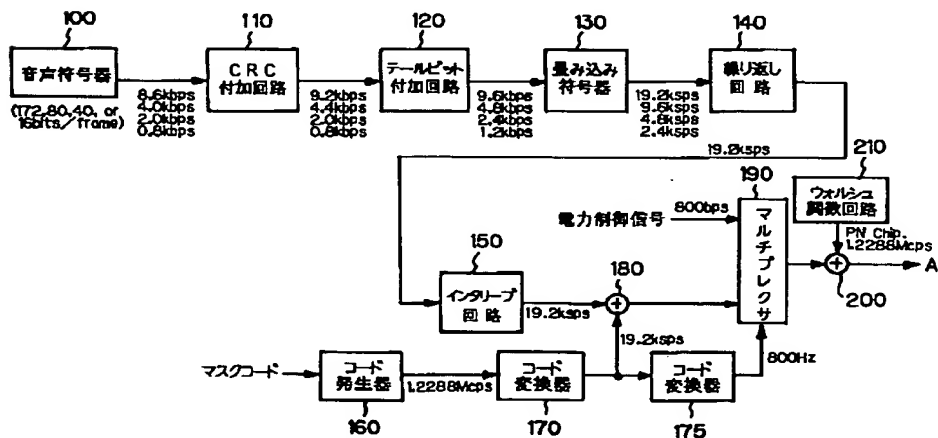 100
音声符号器
(172,80,40, or
16bits/frame)
8.6kbps
4.0kbps
2.0kbps
0.8kbps
110
CRC
付加回路
9.2kbps
4.4kbps
2.0kbps
0.8kbps
120
テールビット
付加回路
9.6kbps
4.8kbps
2.4kbps
1.2kbps
130
畳み込み
符号器
19.2ksps
9.6ksps
4.8ksps
2.4ksps
140
繰り返し
回路
19.2ksps
150
インタリーブ
回路
19.2ksps
180
+
19.2ksps
電力制御信号
800bps
190
マルチプレクサ
210
ウォルシュ
関数回路
PN Chip.
1.2288Mcps
+
200
A
マスクコード
コード
発生器
160
1.2288Mcps
コード
変換器
170
コード
変換器
175
800Hz